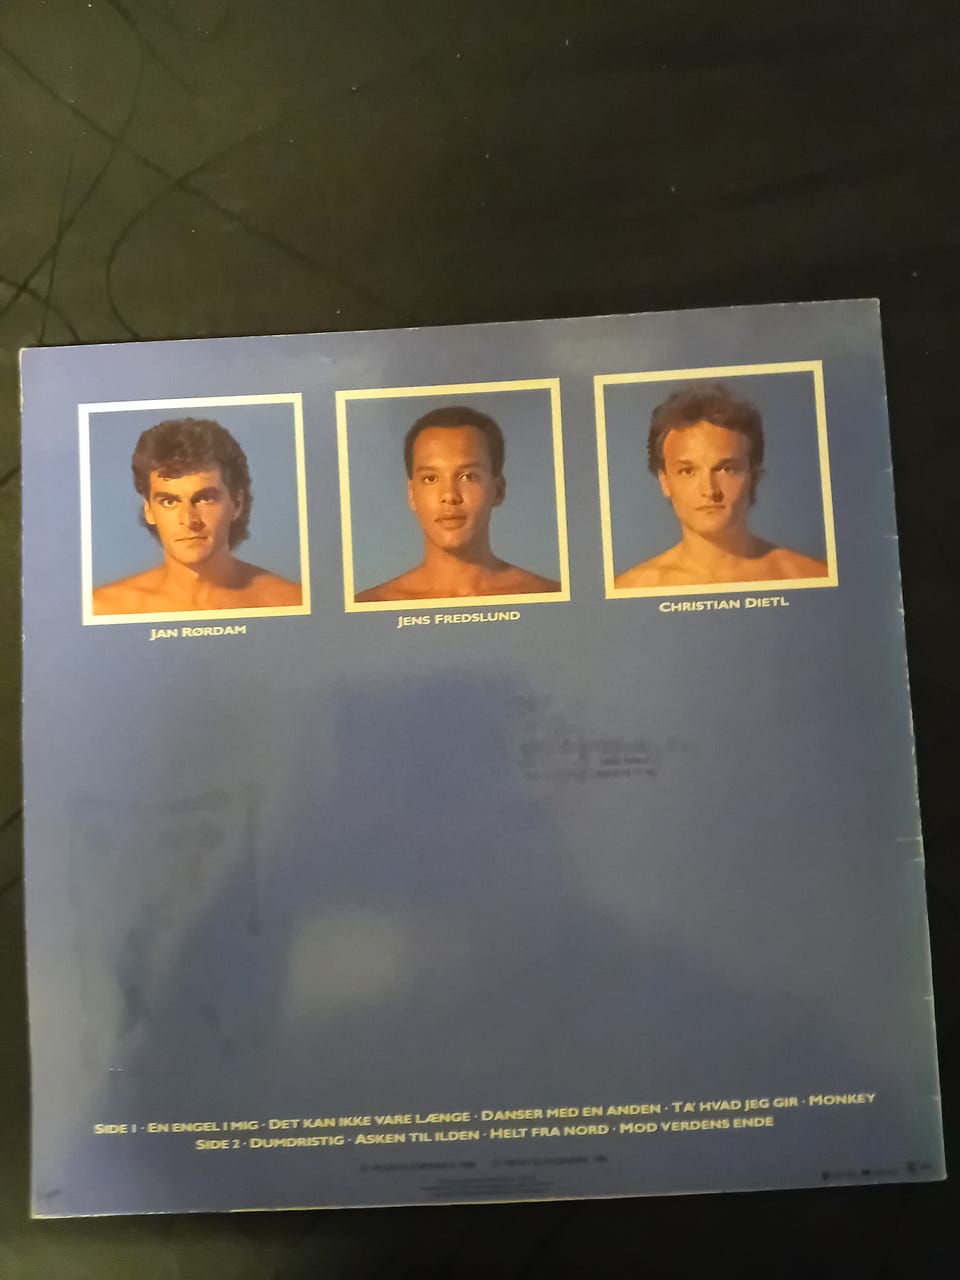 JAN RØRDAM
JENS FREDSLUND
CHRISTIAN DIETL
SIDE 1 · EN ENGEL I MIG · DET KAN IKKE VARE LÆNGE · DANSER MED EN ANDEN · TA' HVAD JEG GIR · MONKEY
SIDE 2 · DUMDRISTIG · ASKEN TIL ILDEN · HELT FRA NORD · MOD VERDENS ENDE